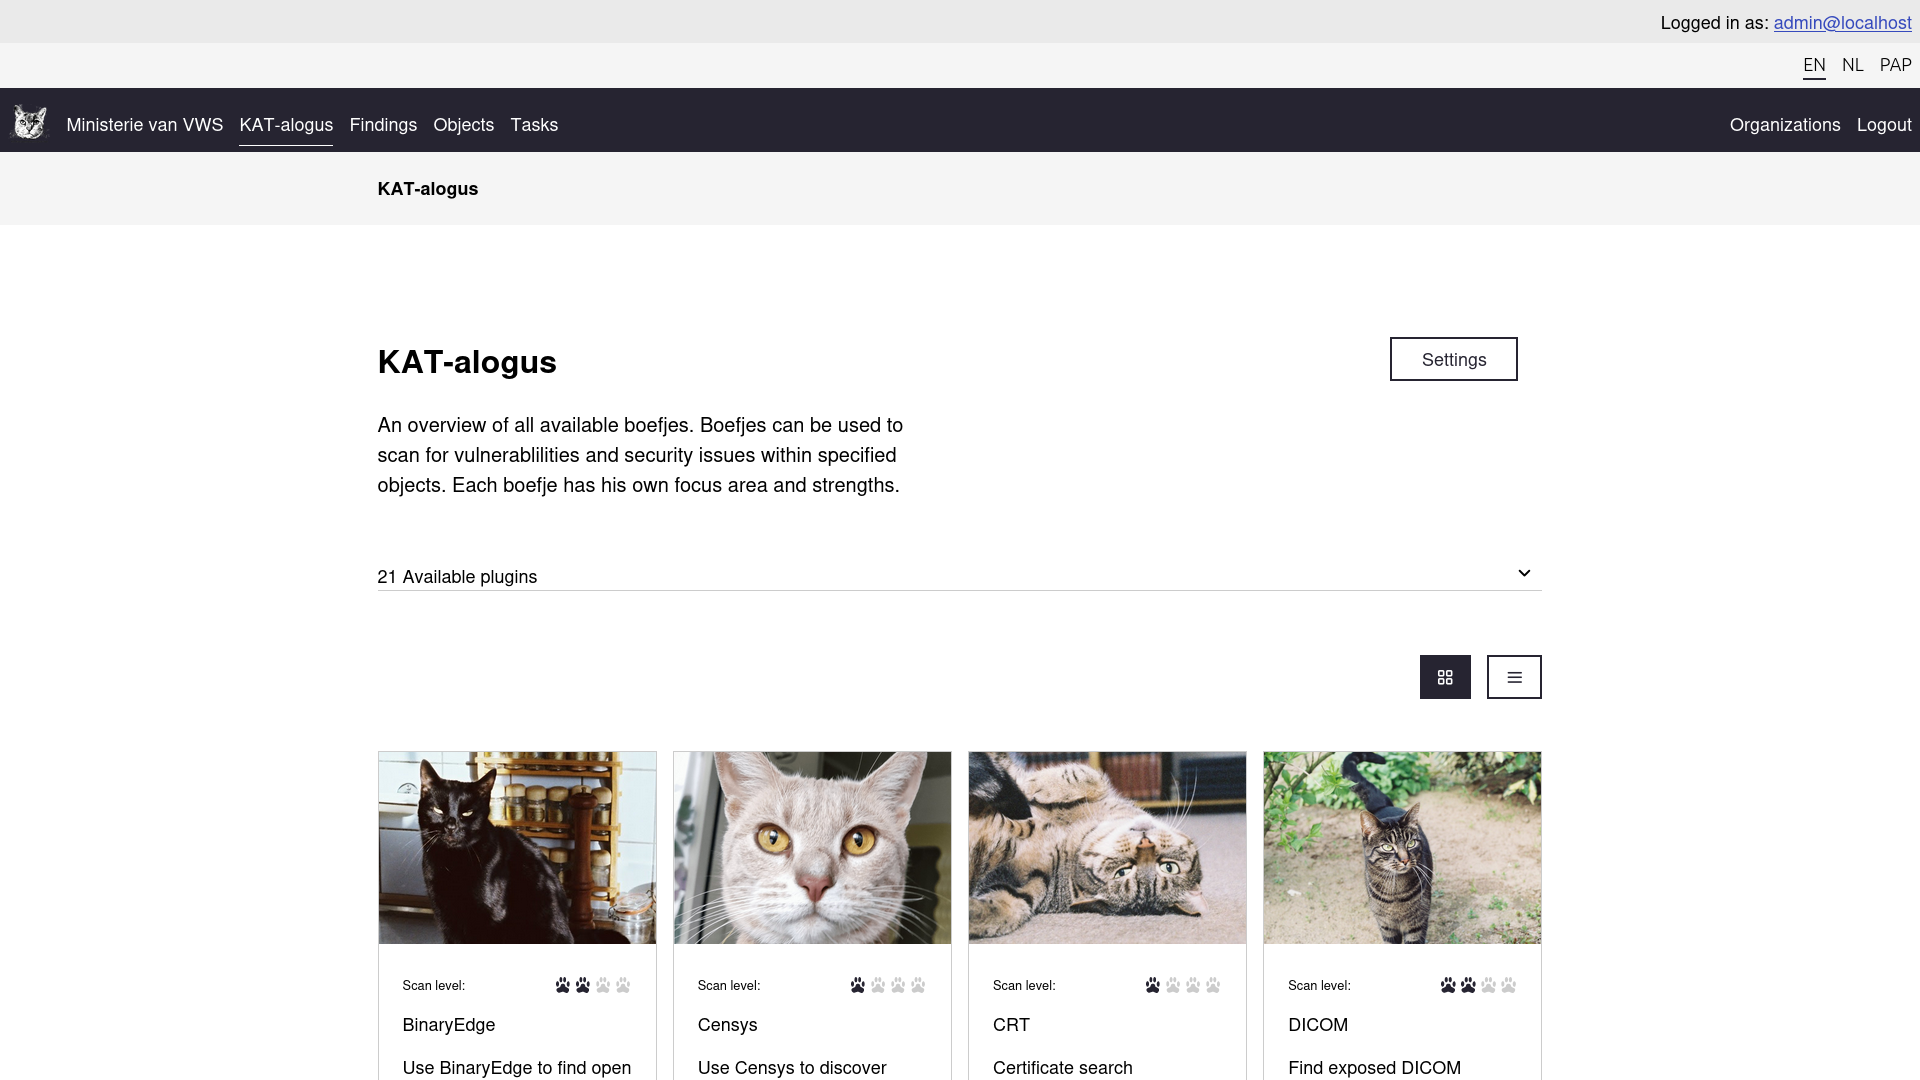 Logged in as: admin@localhost
EN NL PAP
Ministerie van VWS KAT-alogus Findings Objects Tasks Organizations Logout
KAT-alogus
KAT-alogus
Settings
An overview of all available boefjes. Boefjes can be used to
scan for vulnerablilities and security issues within specified
objects. Each boefje has his own focus area and strengths.
21 Available plugins
Scan level:
BinaryEdge
Use BinaryEdge to find open
Scan level:
Censys
Use Censys to discover
Scan level:
CRT
Certificate search
Scan level:
DICOM
Find exposed DICOM